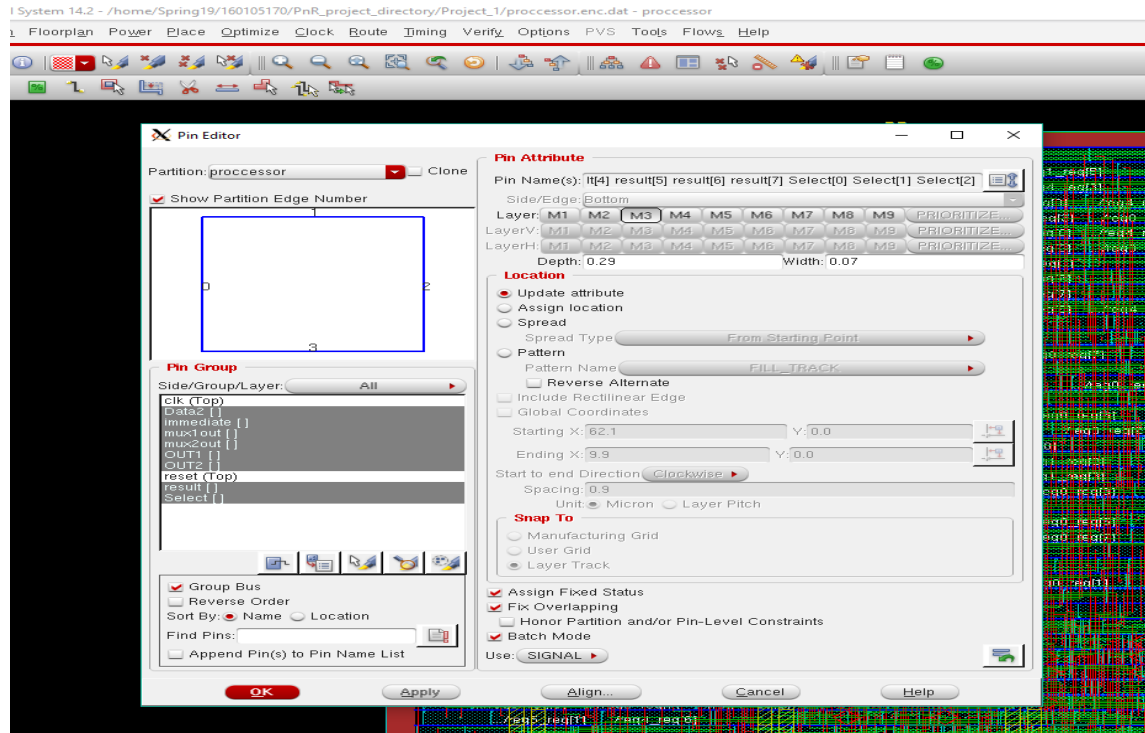 l System 14.2 - /home/Spring19/160105170/PnR_project_directory/Project_1/proccessor.enc.dat - proccessor
Floorplan Power Place Optimize Clock Route Timing Verify Options PVS Tools Flows Help
Pin Editor
Partition: proccessor Clone
Show Partition Edge Number
1
0 2
3
Pin Group
Side/Group/Layer: All
clk (Top)
Data2 []
immediate []
mux1out []
mux2out []
OUT1 []
OUT2 []
reset (Top)
result []
Select []
Group Bus
Reverse Order
Sort By: Name Location
Find Pins:
Append Pin(s) to Pin Name List
Pin Attribute
Pin Name(s): lt[4] result[5] result[6] result[7] Select[0] Select[1] Select[2]
Side/Edge: Bottom
Layer: M1 M2 M3 M4 M5 M6 M7 M8 M9 PRIORITIZE...
LayerV: M1 M2 M3 M4 M5 M6 M7 M8 M9 PRIORITIZE...
LayerH: M1 M2 M3 M4 M5 M6 M7 M8 M9 PRIORITIZE...
Depth: 0.29 Width: 0.07
Location
Update attribute
Assign location
Spread
Spread Type From Starting Point
Pattern
Pattern Name FILL_TRACK
Reverse Alternate
Include Rectilinear Edge
Global Coordinates
Starting X: 62.1 Y: 0.0
Ending X: 9.9 Y: 0.0
Start to end Direction Clockwise
Spacing: 0.9
Unit: Micron Layer Pitch
Snap To
Manufacturing Grid
User Grid
Layer Track
Assign Fixed Status
Fix Overlapping
Honor Partition and/or Pin-Level Constraints
Batch Mode
Use: SIGNAL
OK Apply Align... Cancel Help